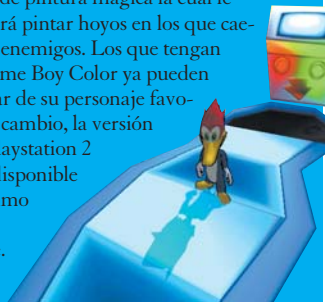 de pintura mágica la cual le
rá pintar hoyos en los que cae-
enemigos. Los que tengan
me Boy Color ya pueden
ar de su personaje favo-
cambio, la versión
aystation 2
disponible
mo
.